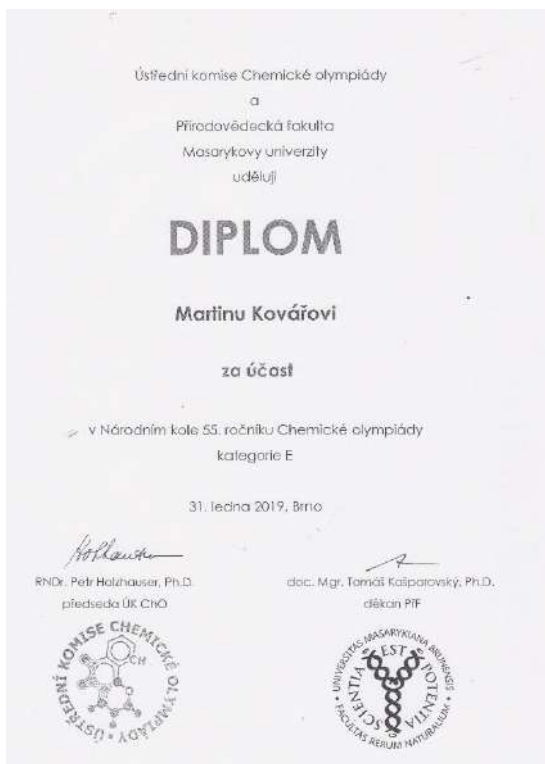 Ústřední komise Chemické olympiády
a
Přírodovědecká fakulta
Masarykovy univerzity
udělují
DIPLOM
Martinu Kovářovi
za účast
v Národním kole 55. ročníku Chemické olympiády
kategorie E
31. ledna 2019, Brno
RNDr. Petr Holzhauser, Ph.D.
předseda ÚK ChO
doc. Mgr. Tomáš Kašparovský, Ph.D.
děkan PřF
ÚSTŘEDNÍ KOMISE CHEMICKÉ OLYMPIÁDY
CH
UNIVERSITAS MASARYKIANA BRUNENSIS
FACULTAS RERUM NATURALIUM
SCIENTIA EST POTENTIA